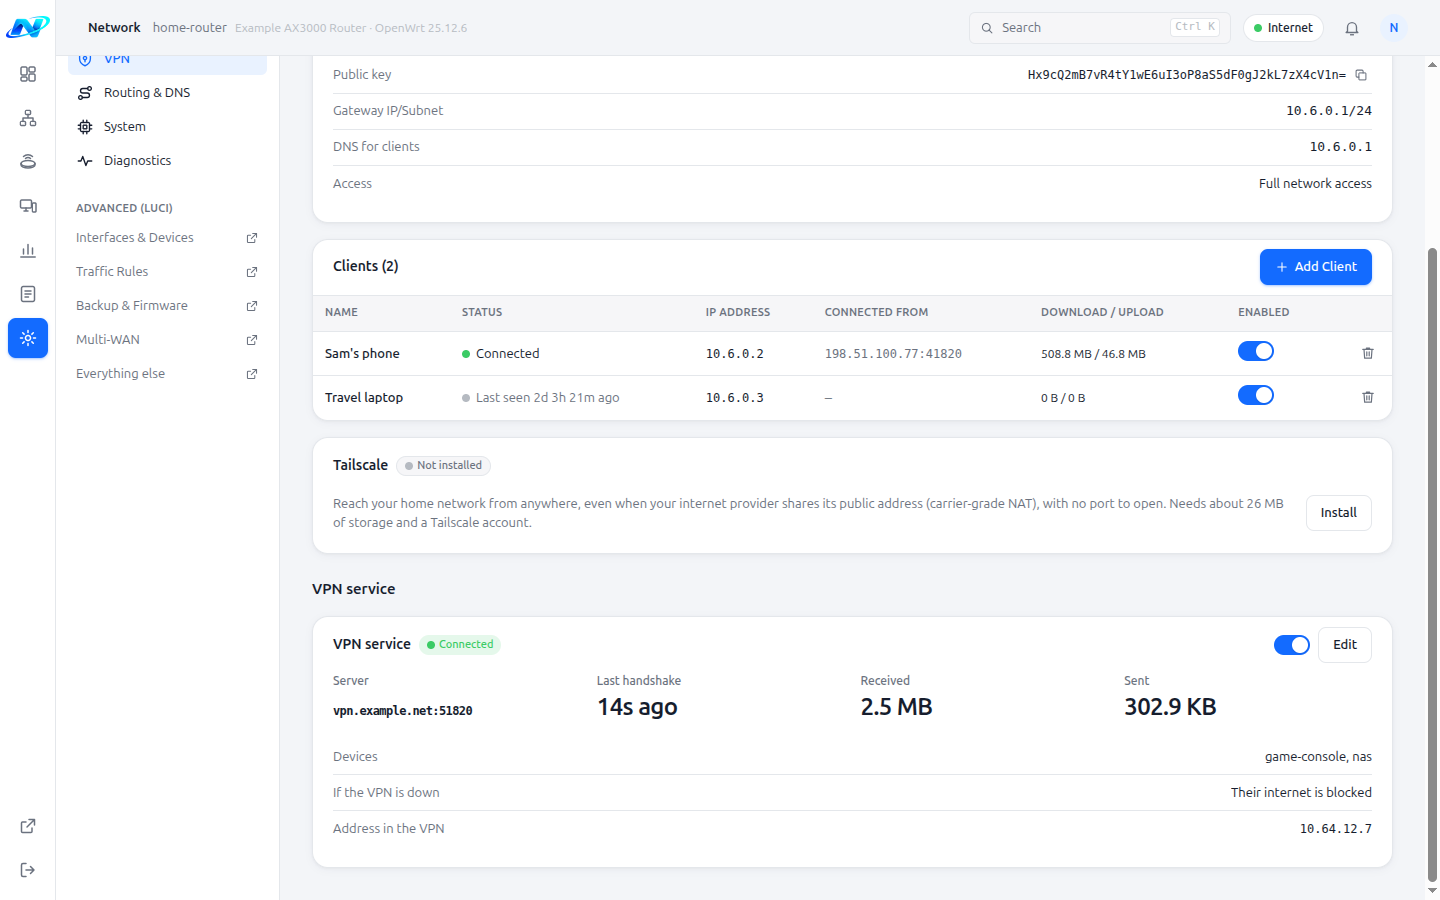 Network home-router Example AX3000 Router · OpenWrt 25.12.6
Search Ctrl K
Internet
N
VPN
Routing & DNS
System
Diagnostics
ADVANCED (LUCI)
Interfaces & Devices
Traffic Rules
Backup & Firmware
Multi-WAN
Everything else
Public key Hx9cQ2mB7vR4tY1wE6uI3oP8aS5dF0gJ2kL7zX4cV1n=
Gateway IP/Subnet 10.6.0.1/24
DNS for clients 10.6.0.1
Access Full network access
Clients (2)
+ Add Client
NAME STATUS IP ADDRESS CONNECTED FROM DOWNLOAD / UPLOAD ENABLED
Sam's phone Connected 10.6.0.2 198.51.100.77:41820 508.8 MB / 46.8 MB
Travel laptop Last seen 2d 3h 21m ago 10.6.0.3 – 0 B / 0 B
Tailscale Not installed
Reach your home network from anywhere, even when your internet provider shares its public address (carrier-grade NAT), with no port to open. Needs about 26 MB
of storage and a Tailscale account.
Install
VPN service
VPN service Connected
Edit
Server Last handshake Received Sent
vpn.example.net:51820 14s ago 2.5 MB 302.9 KB
Devices game-console, nas
If the VPN is down Their internet is blocked
Address in the VPN 10.64.12.7